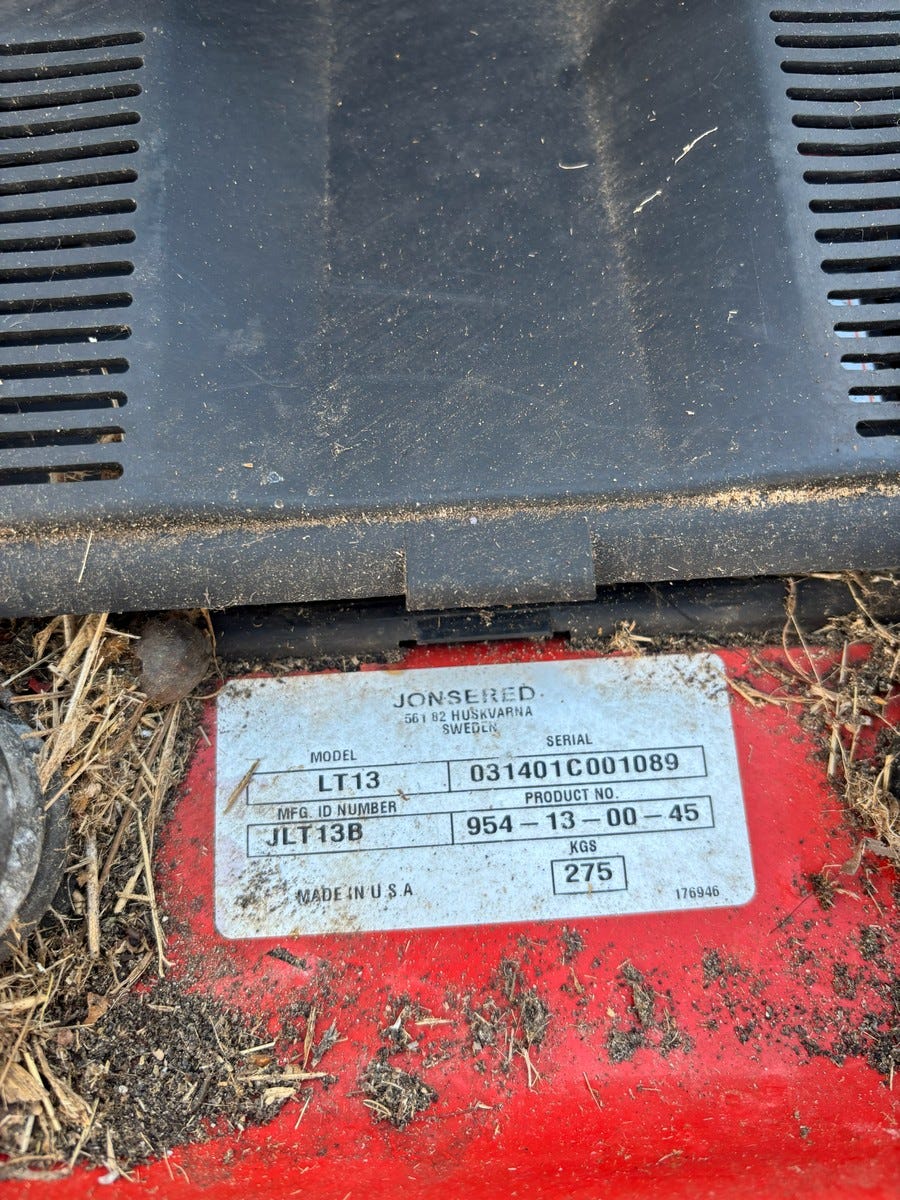 JONSERED
561 82 HUSKVARNA
SWEDEN
MODEL SERIAL
LT13 031401C001089
MFG. ID NUMBER PRODUCT NO.
JLT13B 954-13-00-45
KGS
275
MADE IN U S A 176946